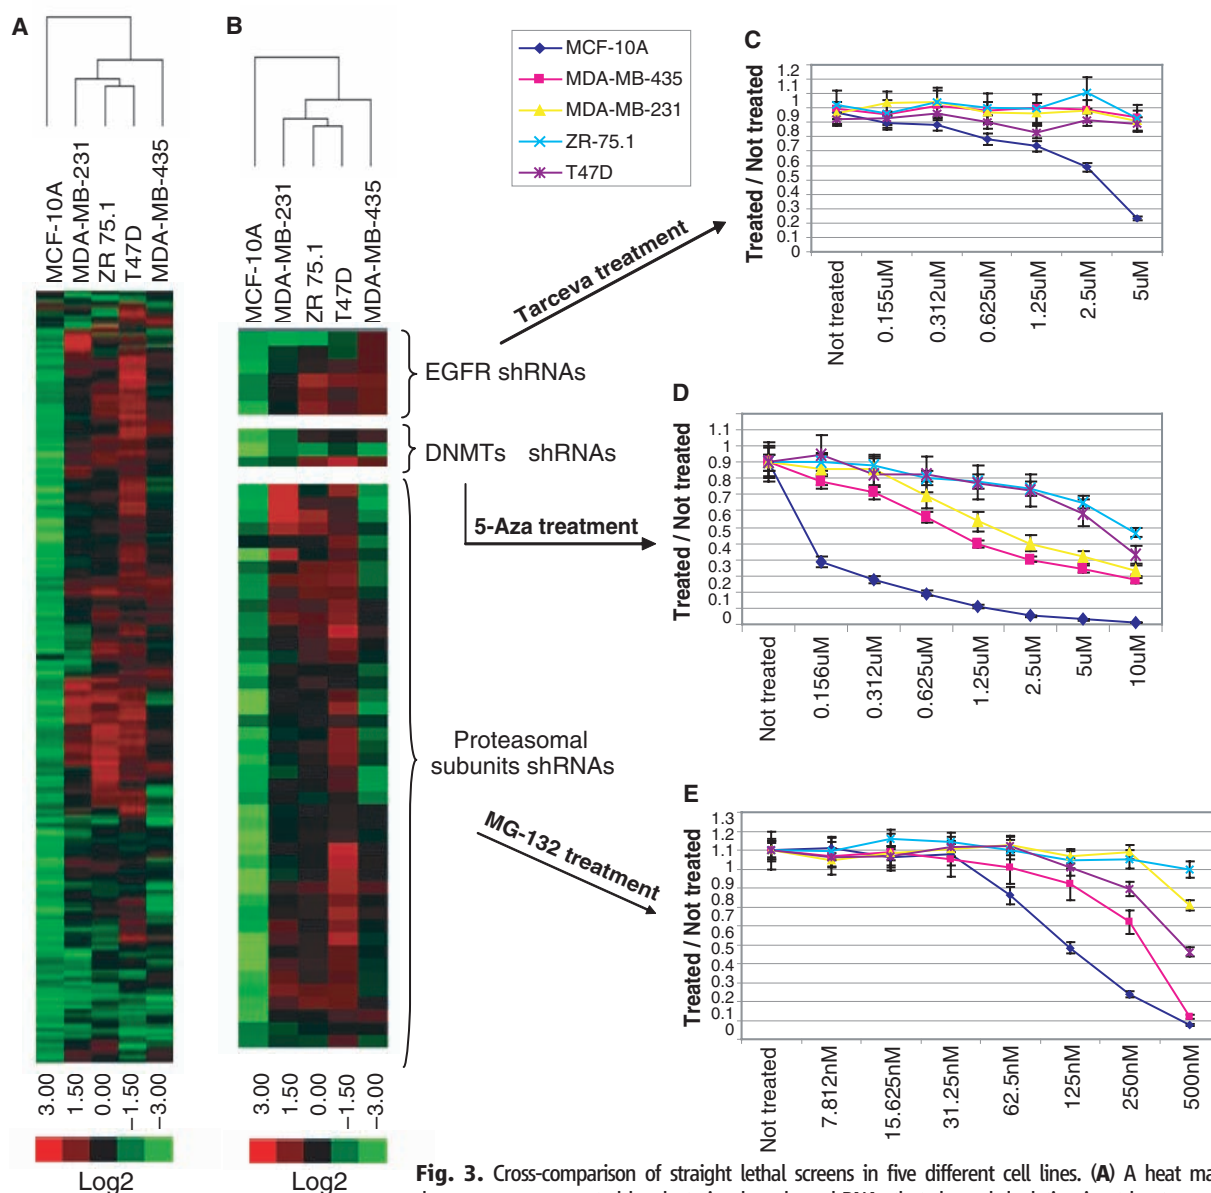 A
MCF-10A
MDA-MB-231
ZR 75.1
T47D
MDA-MB-435
3.00
1.50
0.00
–1.50
–3.00
Log2
B
MCF-10A
MDA-MB-231
ZR 75.1
T47D
MDA-MB-435
EGFR shRNAs
DNMTs shRNAs
Proteasomal
subunits shRNAs
3.00
1.50
0.00
–1.50
–3.00
Log2
MCF-10A
MDA-MB-435
MDA-MB-231
ZR-75.1
T47D
Tarceva treatment
5-Aza treatment
MG-132 treatment
C
Treated / Not treated
1.2
1.1
1
0.9
0.8
0.7
0.6
0.5
0.4
0.3
0.2
0.1
0
Not treated
0.155uM
0.312uM
0.625uM
1.25uM
2.5uM
5uM
D
Treated / Not treated
1.1
1
0.9
0.8
0.7
0.6
0.5
0.4
0.3
0.2
0.1
0
Not treated
0.156uM
0.312uM
0.625uM
1.25uM
2.5uM
5uM
10uM
E
Treated / Not treated
1.3
1.2
1.1
1
0.9
0.8
0.7
0.6
0.5
0.4
0.3
0.2
0.1
0
Not treated
7.812nM
15.625nM
31.25nM
62.5nM
125nM
250nM
500nM
Fig. 3. Cross-comparison of straight lethal screens in five different cell lines. (A) A heat ma